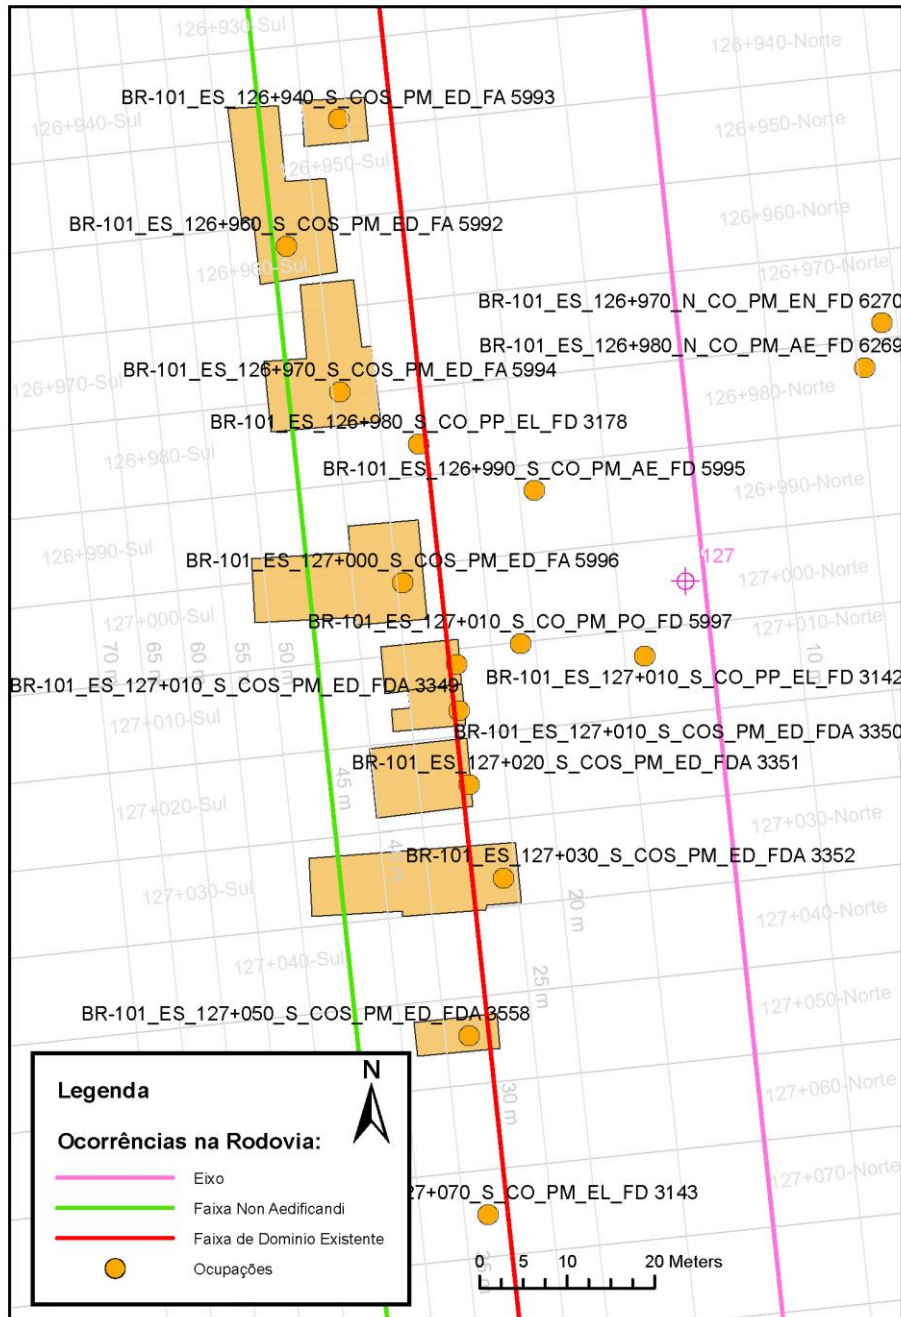 126+930-Sul
126+940-Norte
BR-101_ES_126+940_S_COS_PM_ED_FA 5993
126+940-Sul
126+950-Norte
126+950-Sul
BR-101_ES_126+960_S_COS_PM_ED_FA 5992
126+960-Norte
126+960-Sul
126+970-Norte
BR-101_ES_126+970_N_CO_PM_EN_FD 6270
BR-101_ES_126+980_N_CO_PM_AE_FD 6269
126+970-Sul
BR-101_ES_126+970_S_COS_PM_ED_FA 5994
126+980-Norte
BR-101_ES_126+980_S_CO_PP_EL_FD 3178
126+980-Sul
BR-101_ES_126+990_S_CO_PM_AE_FD 5995
126+990-Norte
126+990-Sul
BR-101_ES_127+000_S_COS_PM_ED_FA 5996
127
127+000-Norte
127+000-Sul
BR-101_ES_127+010_S_CO_PM_PO_FD 5997
127+010-Norte
70 m
65 m
60 m
55 m
50 m
10 m
BR-101_ES_127+010_S_COS_PM_ED_FDA 3349
BR-101_ES_127+010_S_CO_PP_EL_FD 3142
127+010-Sul
BR-101_ES_127+010_S_COS_PM_ED_FDA 3350
BR-101_ES_127+020_S_COS_PM_ED_FDA 3351
45 m
127+020-Sul
127+030-Norte
BR-101_ES_127+030_S_COS_PM_ED_FDA 3352
127+030-Sul
20 m
127+040-Norte
127+040-Sul
25 m
127+050-Norte
BR-101_ES_127+050_S_COS_PM_ED_FDA 3558
127+060-Norte
30 m
127+070-Norte
27+070_S_CO_PM_EL_FD 3143
Legenda
N
Ocorrências na Rodovia:
Eixo
Faixa Non Aedificandi
Faixa de Dominio Existente
Ocupações
0 5 10 20 Meters